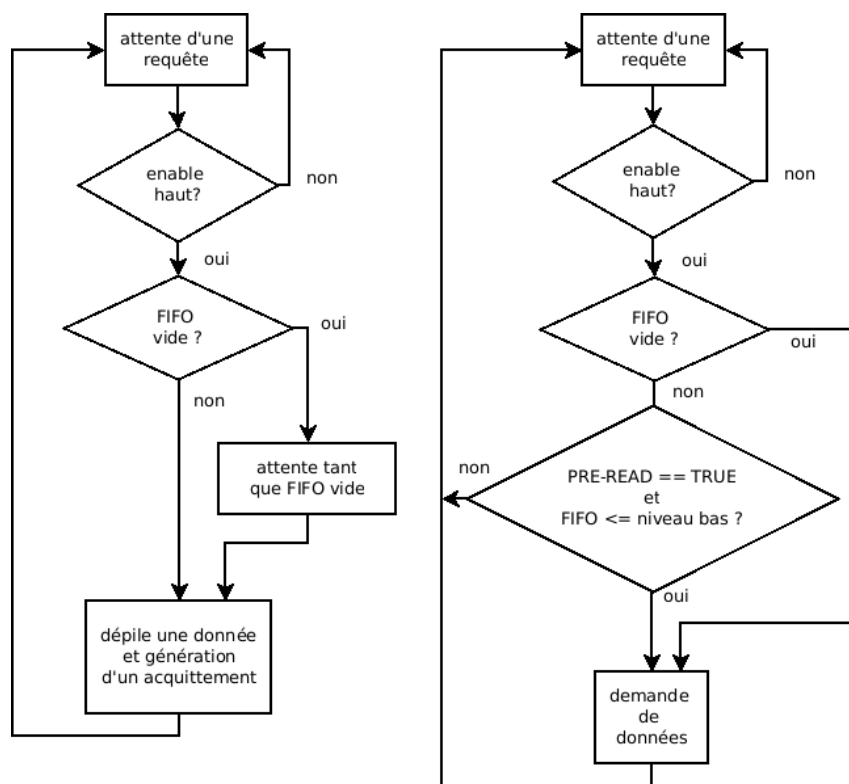 attente d'une
requête
enable
haut?
non
oui
FIFO
vide ?
oui
non
attente tant
que FIFO vide
dépile une donnée
et génération
d'un acquittement
attente d'une
requête
enable
haut?
non
oui
FIFO
vide ?
oui
non
non
PRE-READ == TRUE
et
FIFO <= niveau bas ?
oui
demande
de
données